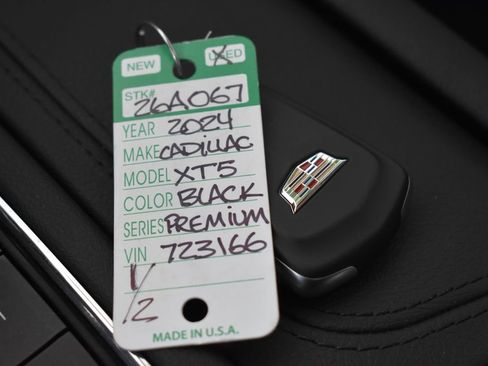 NEW USED
STK# 26A067
YEAR 2024
MAKE CADILLAC
MODEL XT5
COLOR BLACK
SERIES PREMIUM
VIN 723166
1/2
MADE IN U.S.A.